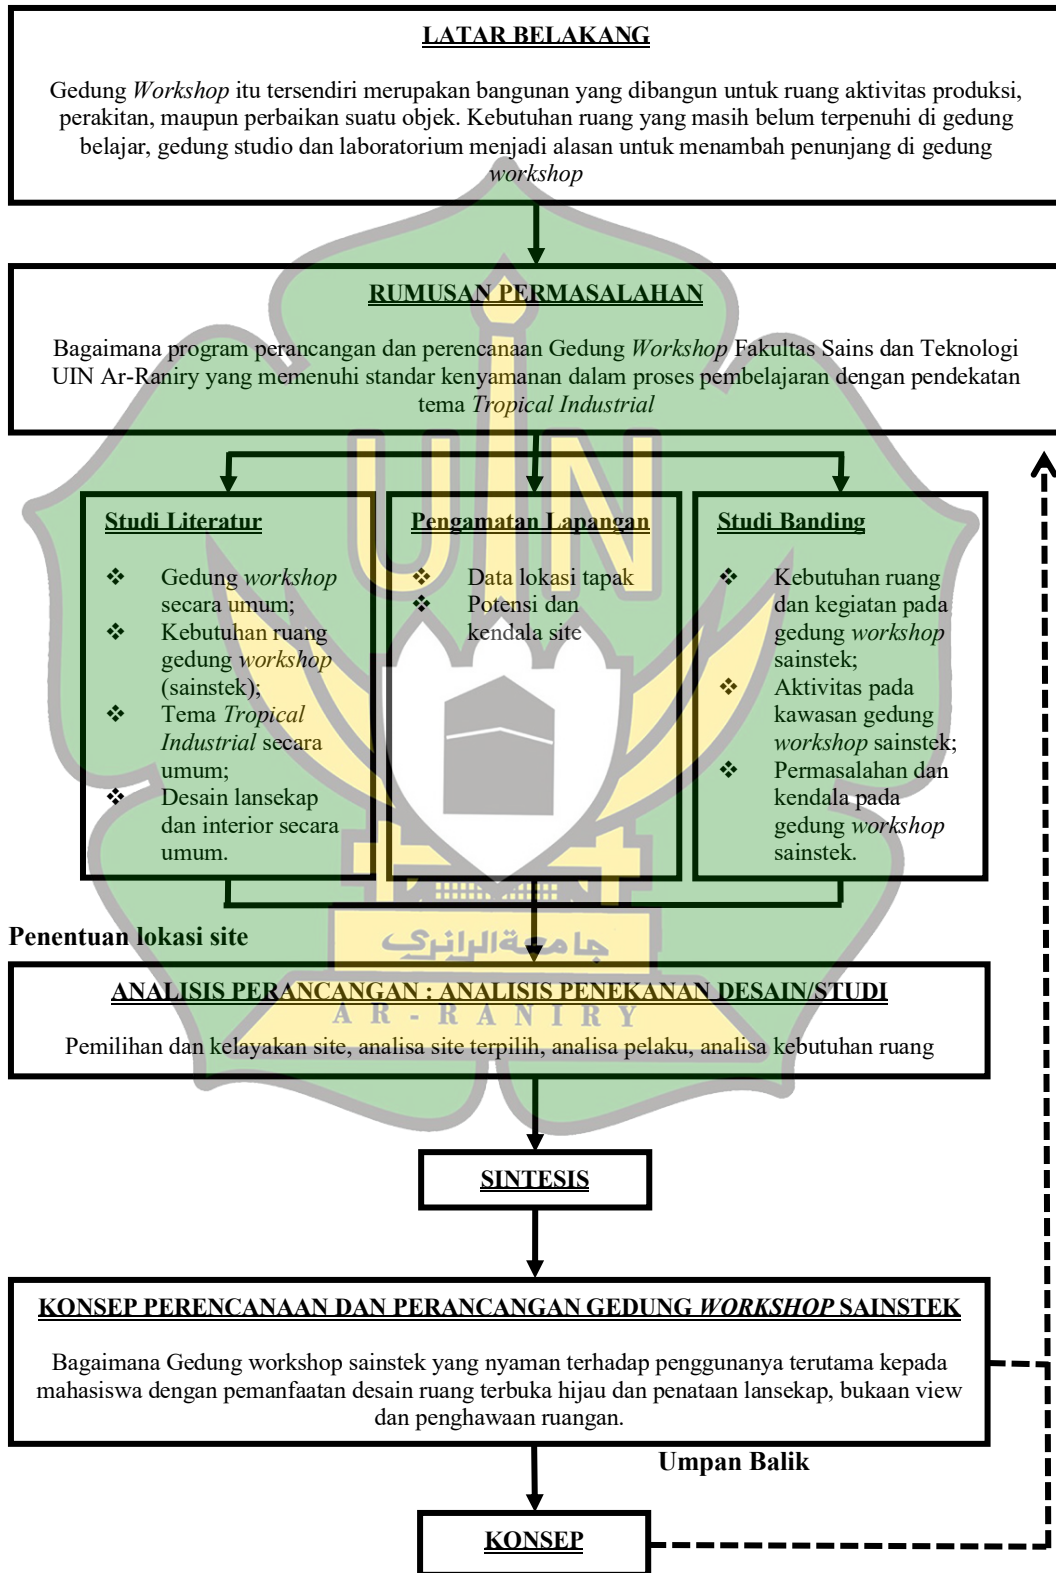 LATAR BELAKANG
Gedung Workshop itu tersendiri merupakan bangunan yang dibangun untuk ruang aktivitas produksi,
perakitan, maupun perbaikan suatu objek. Kebutuhan ruang yang masih belum terpenuhi di gedung
belajar, gedung studio dan laboratorium menjadi alasan untuk menambah penunjang di gedung
workshop
RUMUSAN PERMASALAHAN
Bagaimana program perancangan dan perencanaan Gedung Workshop Fakultas Sains dan Teknologi
UIN Ar-Raniry yang memenuhi standar kenyamanan dalam proses pembelajaran dengan pendekatan
tema Tropical Industrial
UIN
Studi Literatur
❖ Gedung workshop
secara umum;
❖ Kebutuhan ruang
gedung workshop
(sainstek);
❖ Tema Tropical
Industrial secara
umum;
❖ Desain lansekap
dan interior secara
umum.
Pengamatan Lapangan
❖ Data lokasi tapak
❖ Potensi dan
kendala site
Studi Banding
❖ Kebutuhan ruang
dan kegiatan pada
gedung workshop
sainstek;
❖ Aktivitas pada
kawasan gedung
workshop sainstek;
❖ Permasalahan dan
kendala pada
gedung workshop
sainstek.
Penentuan lokasi site
جامعة الرانري
ANALISIS PERANCANGAN : ANALISIS PENEKANAN DESAIN/STUDI
AR-RANIRY
Pemilihan dan kelayakan site, analisa site terpilih, analisa pelaku, analisa kebutuhan ruang
SINTESIS
KONSEP PERENCANAAN DAN PERANCANGAN GEDUNG WORKSHOP SAINSTEK
Bagaimana Gedung workshop sainstek yang nyaman terhadap penggunanya terutama kepada
mahasiswa dengan pemanfaatan desain ruang terbuka hijau dan penataan lansekap, bukaan view
dan penghawaan ruangan.
Umpan Balik
KONSEP